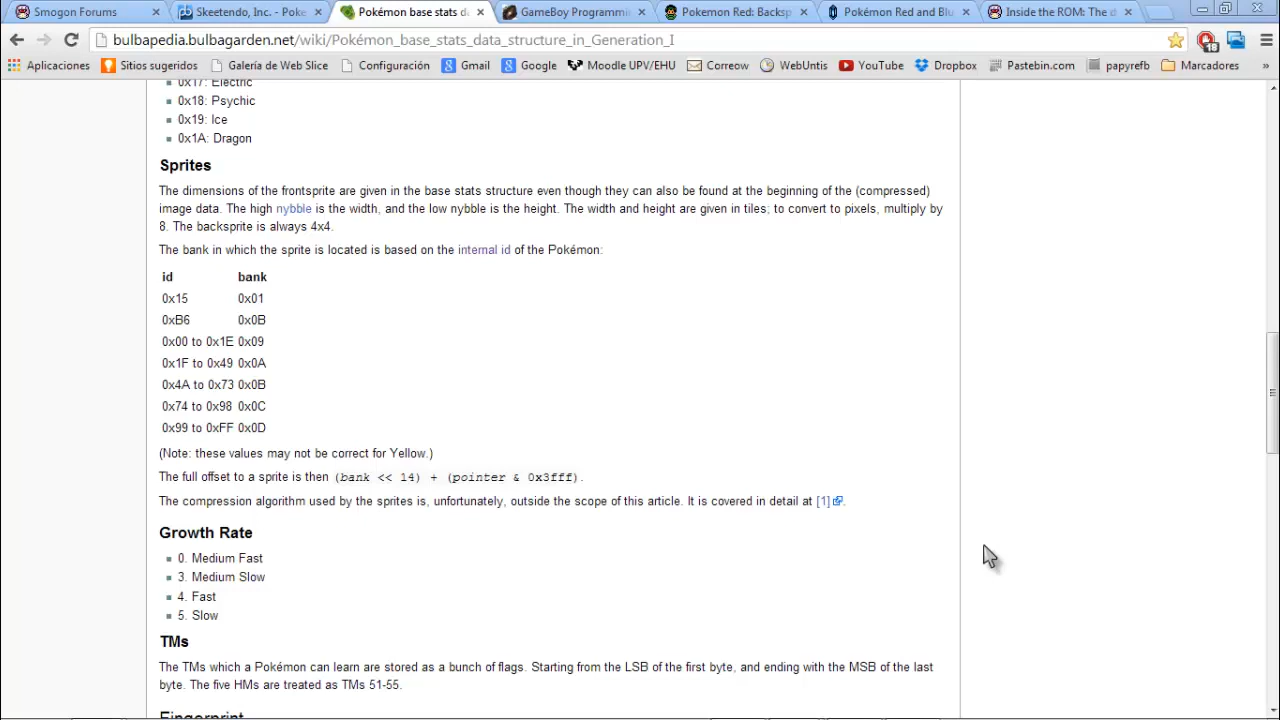 Smogon Forums
Skeetendo, Inc. - Poke
Pokémon base stats d
GameBoy Programmi
Pokemon Red: Backsp
Pokémon Red and Blu
Inside the ROM: The d
bulbapedia.bulbagarden.net/wiki/Pokémon_base_stats_data_structure_in_Generation_I
18
Aplicaciones Sitios sugeridos Galería de Web Slice Configuración Gmail Google Moodle UPV/EHU Correow WebUntis YouTube Dropbox Pastebin.com papyrefb Marcadores »
0x17: Electric
0x18: Psychic
0x19: Ice
0x1A: Dragon
Sprites
The dimensions of the frontsprite are given in the base stats structure even though they can also be found at the beginning of the (compressed)
image data. The high nybble is the width, and the low nybble is the height. The width and height are given in tiles; to convert to pixels, multiply by
8. The backsprite is always 4x4.
The bank in which the sprite is located is based on the internal id of the Pokémon:
id bank
0x15 0x01
0xB6 0x0B
0x00 to 0x1E 0x09
0x1F to 0x49 0x0A
0x4A to 0x73 0x0B
0x74 to 0x98 0x0C
0x99 to 0xFF 0x0D
(Note: these values may not be correct for Yellow.)
The full offset to a sprite is then (bank << 14) + (pointer & 0x3fff).
The compression algorithm used by the sprites is, unfortunately, outside the scope of this article. It is covered in detail at [1].
Growth Rate
0. Medium Fast
3. Medium Slow
4. Fast
5. Slow
TMs
The TMs which a Pokémon can learn are stored as a bunch of flags. Starting from the LSB of the first byte, and ending with the MSB of the last
byte. The five HMs are treated as TMs 51-55.
Fingerprint